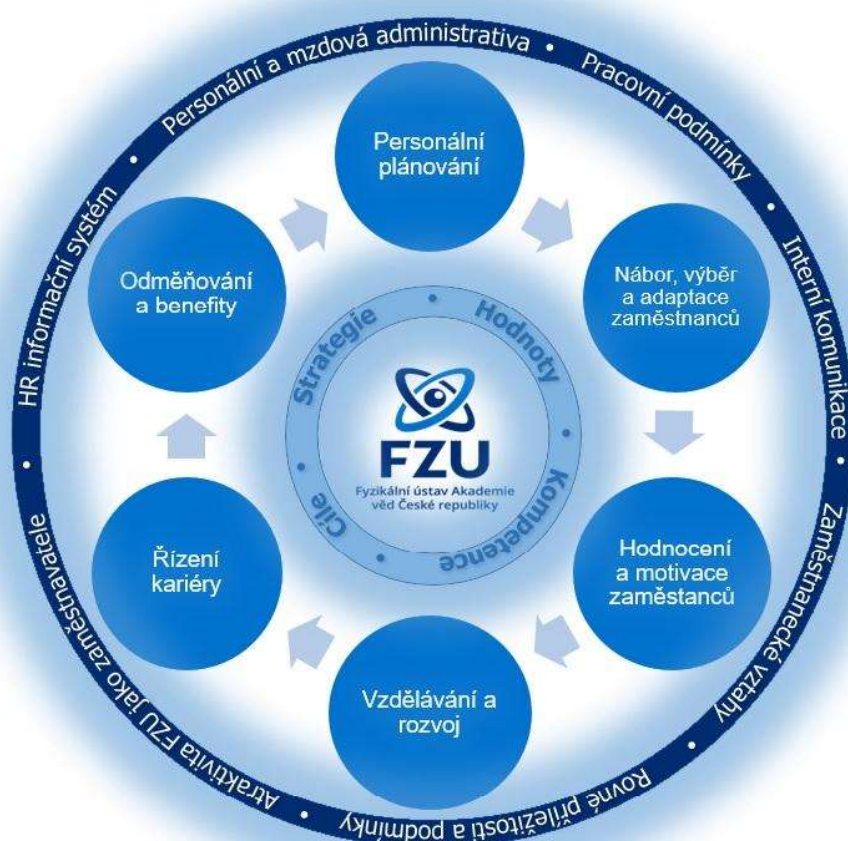 Personální a mzdová administrativa • Pracovní podmínky • Interní komunikace • Zaměstnanecké vztahy • Rovné příležitosti a podmínky • Atraktivita FZU jako zaměstnavatele • HR informační systém •
Personální
plánování
Nábor, výběr
a adaptace
zaměstnanců
Hodnocení
a motivace
zaměstanců
Vzdělávání a
rozvoj
Řízení
kariéry
Odměňování
a benefity
Strategie • Hodnoty • Kompetence • Cíle •
FZU
Fyzikální ústav Akademie
věd České republiky